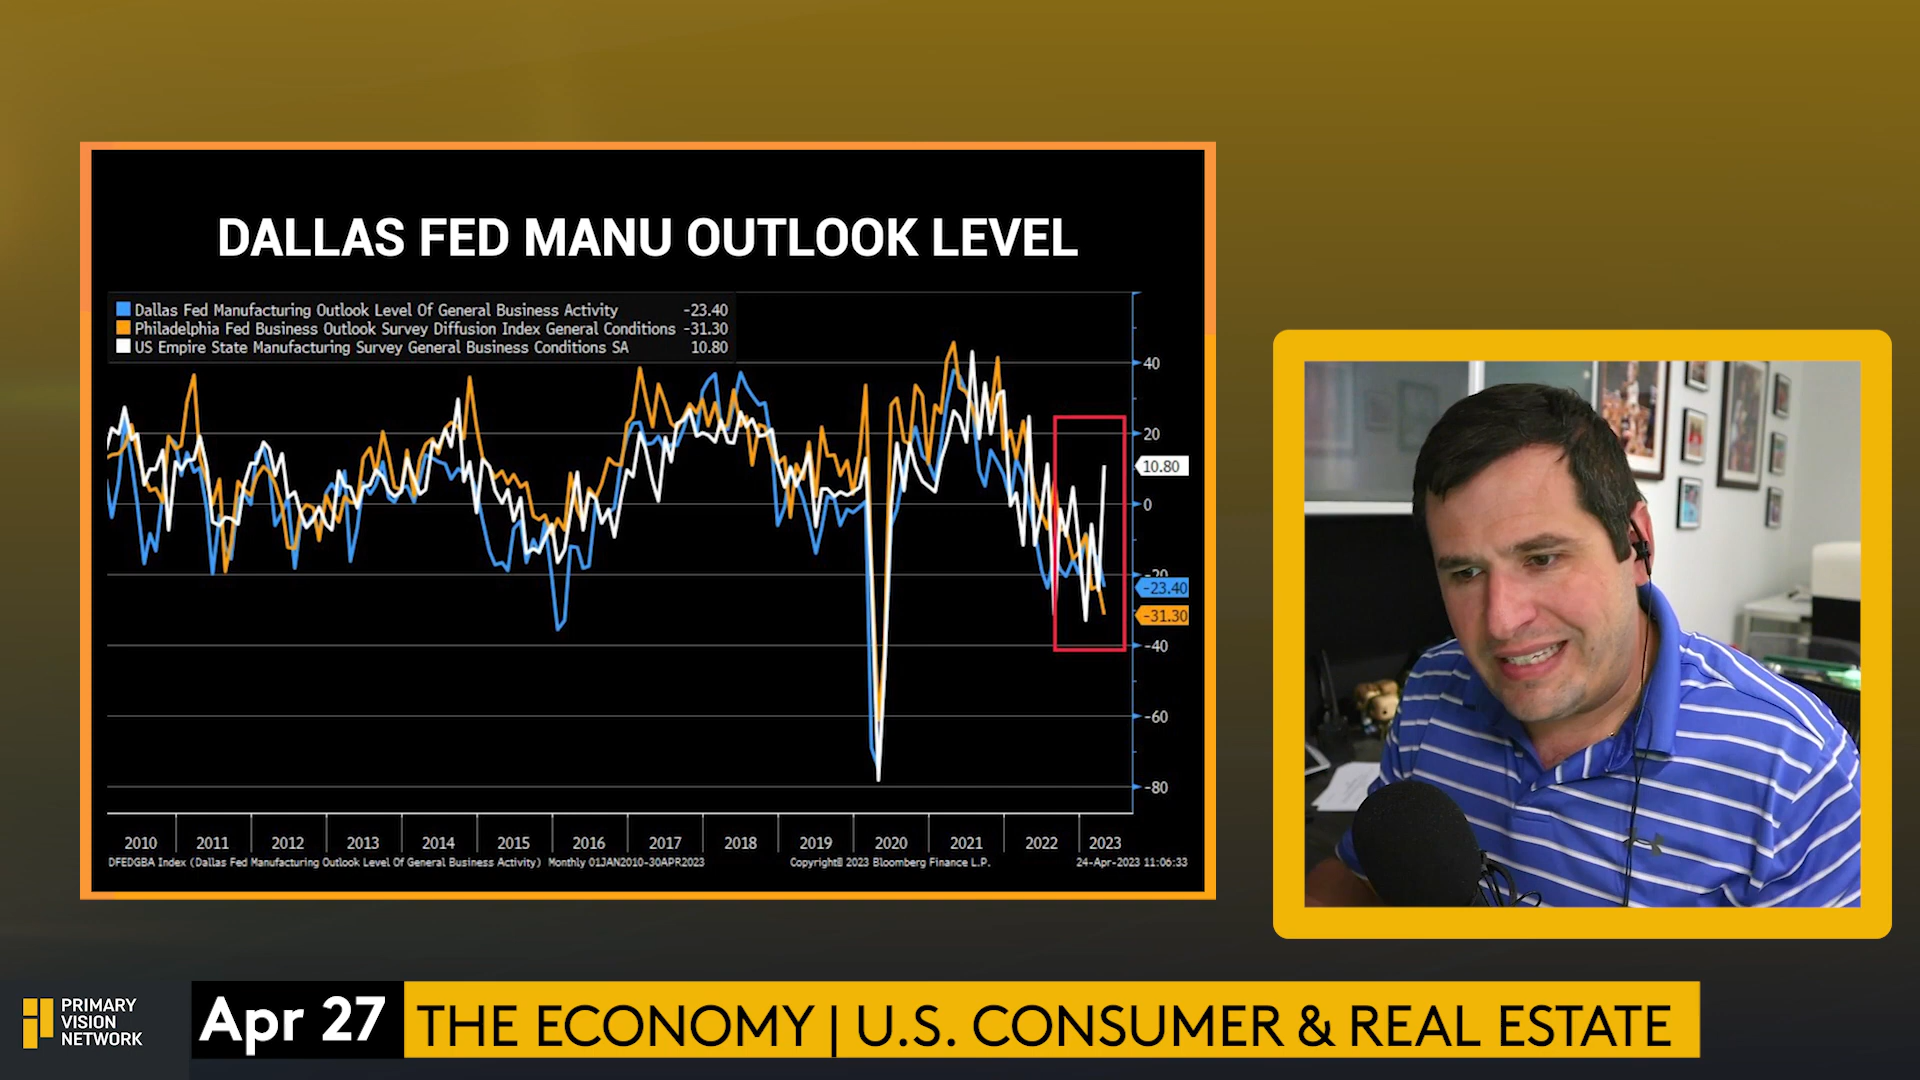 DALLAS FED MANU OUTLOOK LEVEL
Dallas Fed Manufacturing Outlook Level Of General Business Activity -23.40
Philadelphia Fed Business Outlook Survey Diffusion Index General Conditions -31.30
US Empire State Manufacturing Survey General Business Conditions SA 10.80
40
20
10.80
0
-20
-23.40
-31.30
-40
-60
-80
2010 2011 2012 2013 2014 2015 2016 2017 2018 2019 2020 2021 2022 2023
DFEDGBA Index (Dallas Fed Manufacturing Outlook Level Of General Business Activity) Monthly 01JAN2010-30APR2023 Copyright© 2023 Bloomberg Finance L.P. 24-Apr-2023 11:06:33
PRIMARY
VISION
NETWORK
Apr 27
THE ECONOMY | U.S. CONSUMER & REAL ESTATE